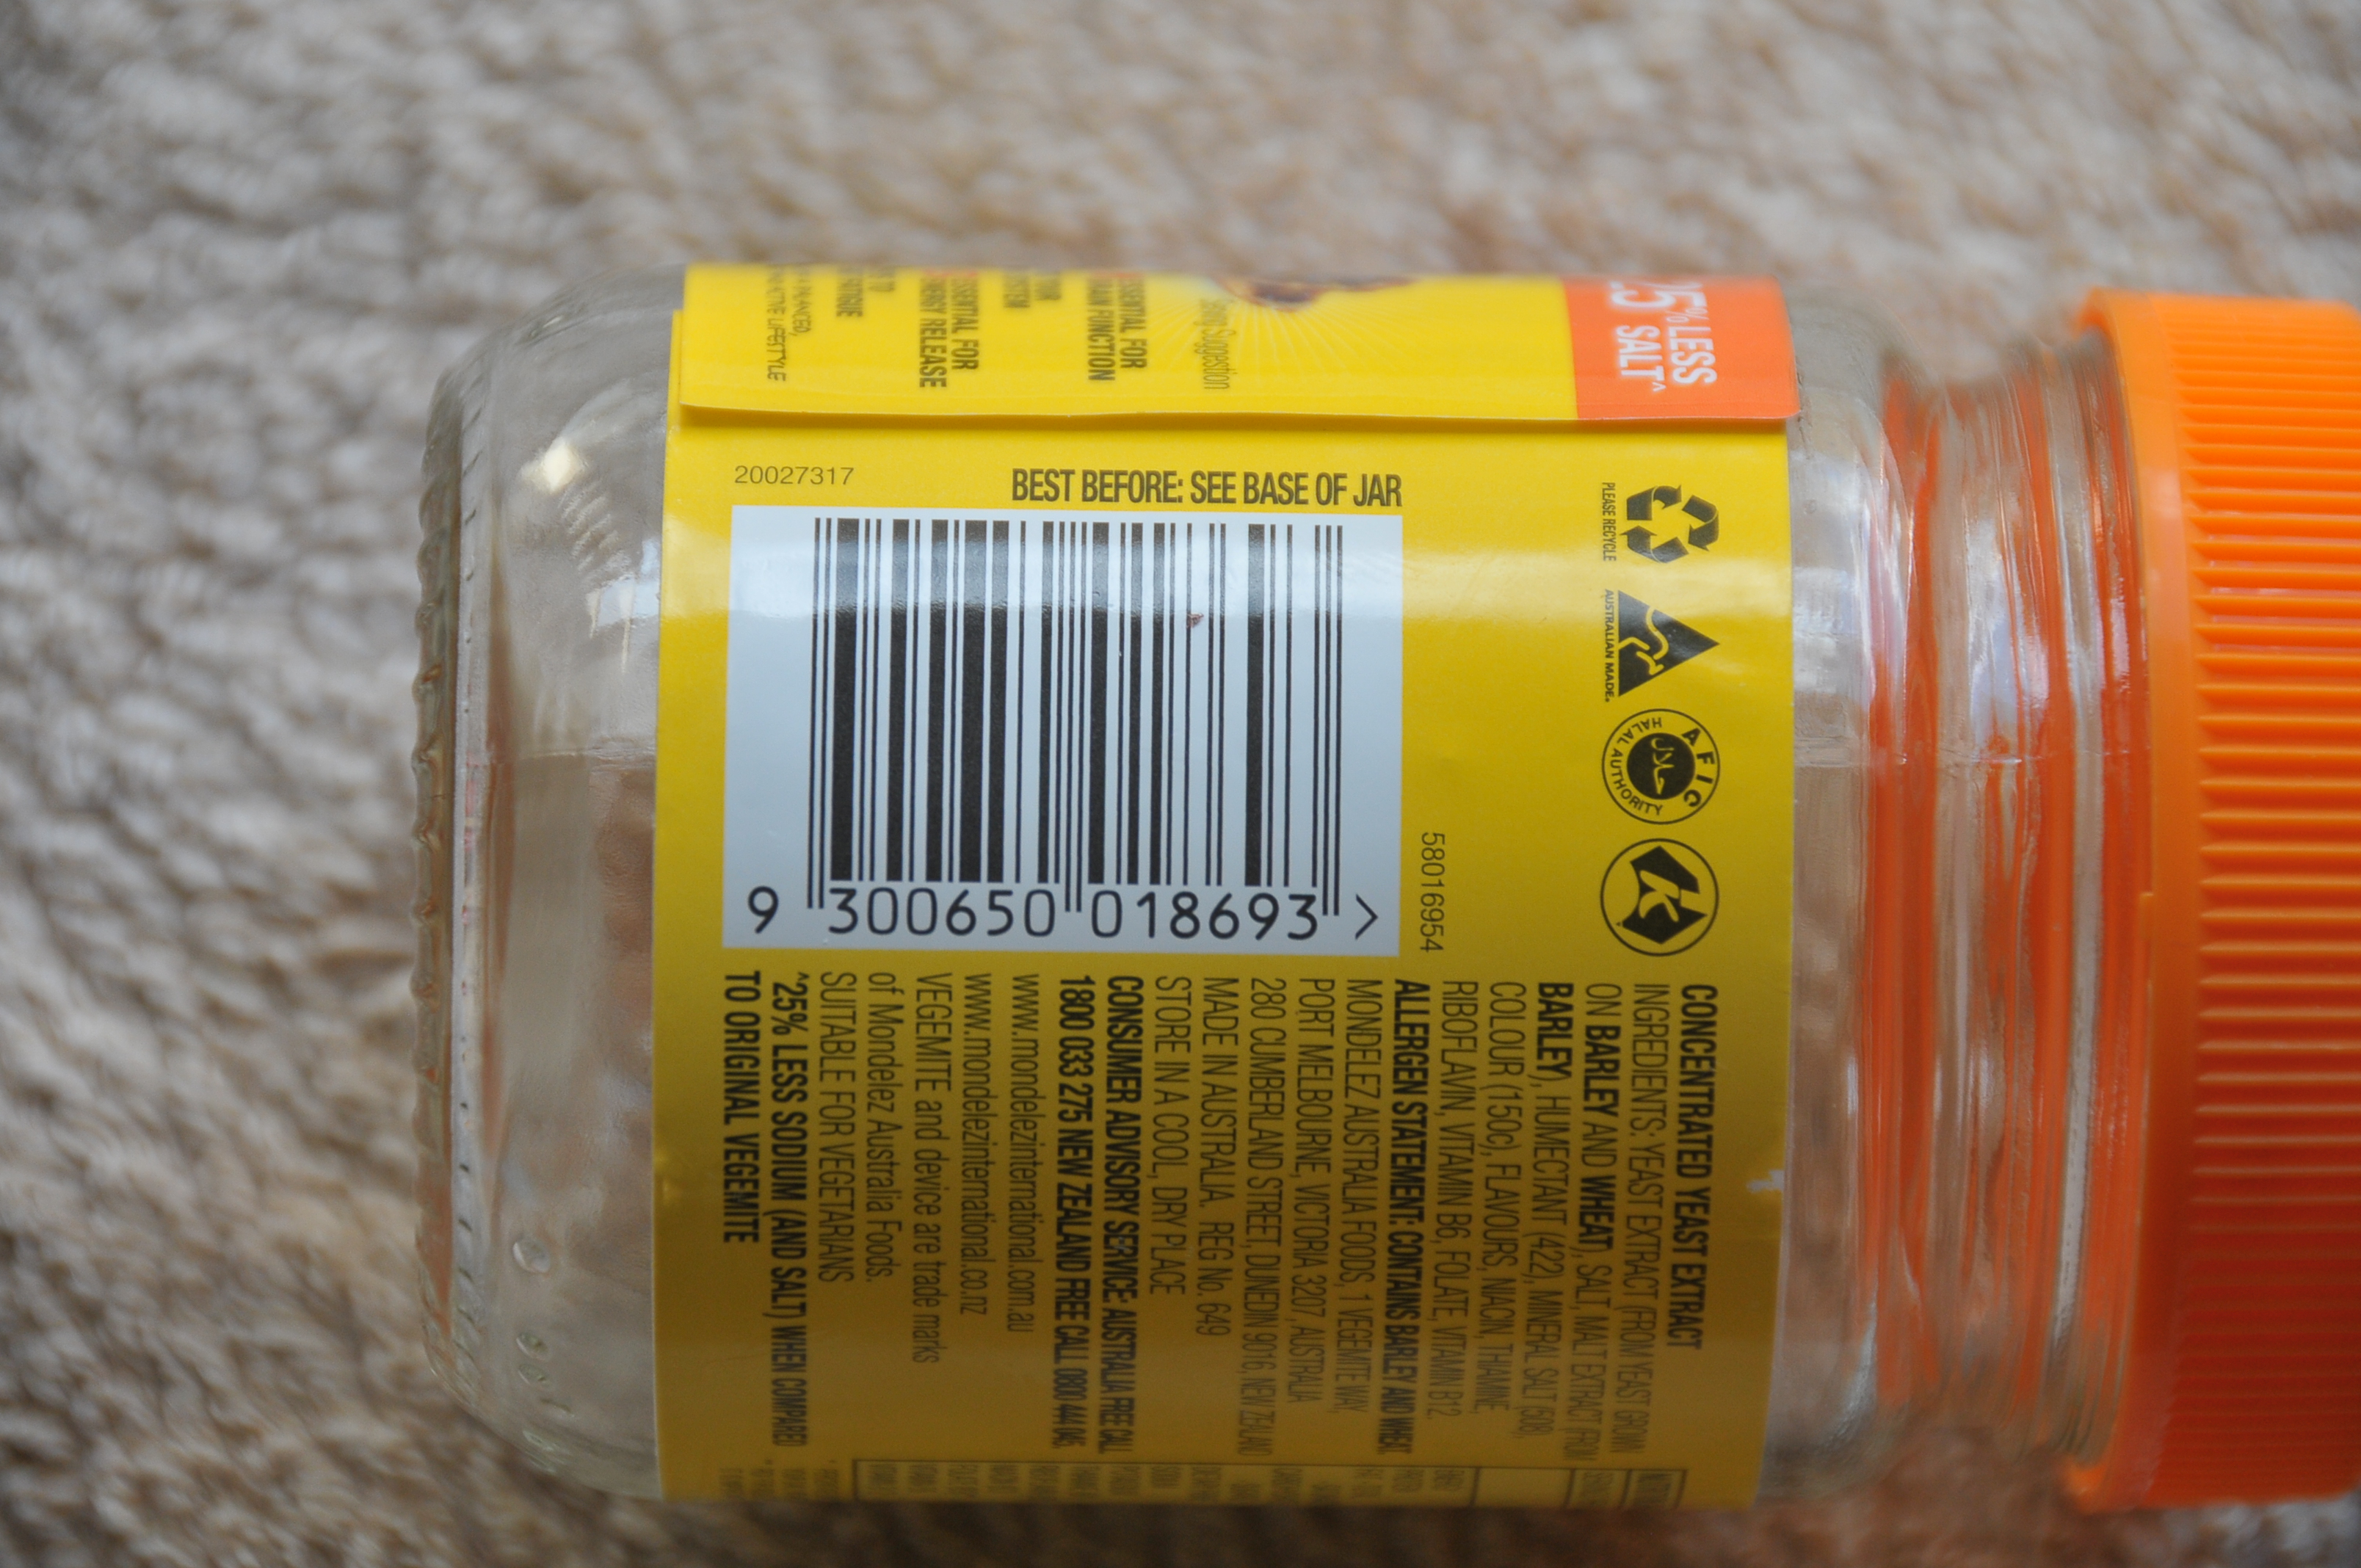 25% LESS
SALT^
ESSENTIAL FOR
FUNCTION
ESSENTIAL FOR
ENERGY RELEASE
FATIGUE
LIFESTYLE
Serving Suggestion
20027317
BEST BEFORE: SEE BASE OF JAR
9 300650 018693 >
58016954
PLEASE RECYCLE
AUSTRALIAN MADE.
AFIC
HALAL AUTHORITY
حلال
K
CONCENTRATED YEAST EXTRACT
INGREDIENTS: YEAST EXTRACT (FROM YEAST GROWN
ON BARLEY AND WHEAT), SALT, MALT EXTRACT (FROM
BARLEY), HUMECTANT (422), MINERAL SALT (508),
COLOUR (150c), FLAVOURS, NIACIN, THIAMINE,
RIBOFLAVIN, VITAMIN B6, FOLATE, VITAMIN B12.
ALLERGEN STATEMENT: CONTAINS BARLEY AND WHEAT
MONDELEZ AUSTRALIA FOODS, 1 VEGEMITE WAY,
PORT MELBOURNE, VICTORIA 3207, AUSTRALIA
280 CUMBERLAND STREET, DUNEDIN 9016, NEW ZEALAND
MADE IN AUSTRALIA. REG No. 649
STORE IN A COOL, DRY PLACE
CONSUMER ADVISORY SERVICE: AUSTRALIA FREE CALL
1800 033 275 NEW ZEALAND FREE CALL 0800
www.mondelezinternational.com.au
www.mondelezinternational.co.nz
VEGEMITE and device are trade marks
of Mondelez Australia Foods.
SUITABLE FOR VEGETARIANS
^25% LESS SODIUM (AND SALT) WHEN COMPARED
TO ORIGINAL VEGEMITE